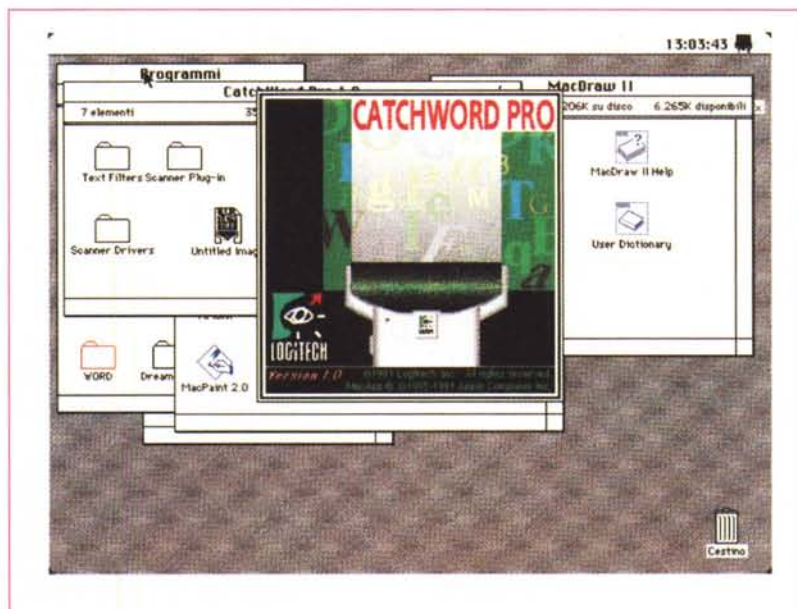 13:03:43
Programmi
7 elementi
MacDraw II
206K su disco 6.265K disponibili
CATCHWORD PRO
Text Filters Scanner Plug-in
MacDraw II Help
Scanner Drivers
User Dictionary
LOGITECH
WORD
MacPaint 2.0
Version 1.0
Cestino